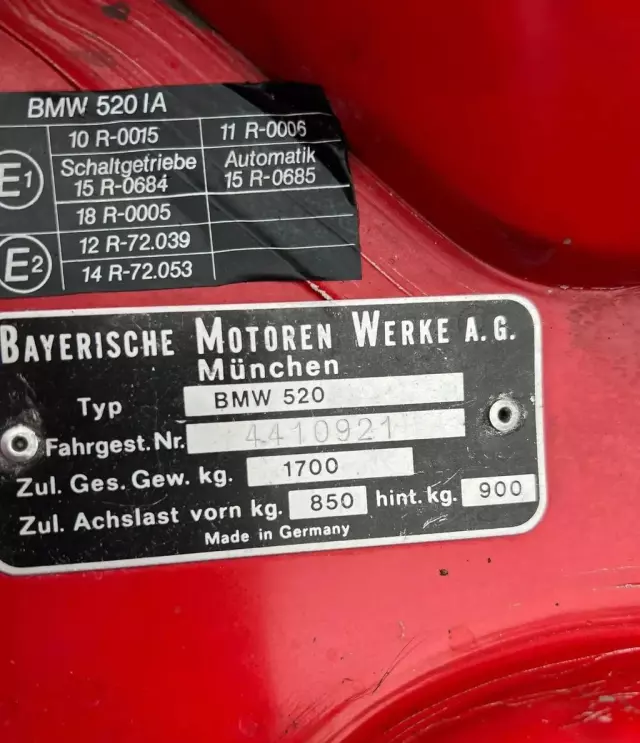 BMW 520 IA
E1 10 R-0015 11 R-0006
Schaltgetriebe Automatik
15 R-0684 15 R-0685
18 R-0005
E2 12 R-72.039
14 R-72.053
BAYERISCHE MOTOREN WERKE A.G.
München
Typ BMW 520
Fahrgest.Nr. 4410921
Zul. Ges. Gew. kg. 1700
Zul. Achslast vorn kg. 850 hint. kg. 900
Made in Germany